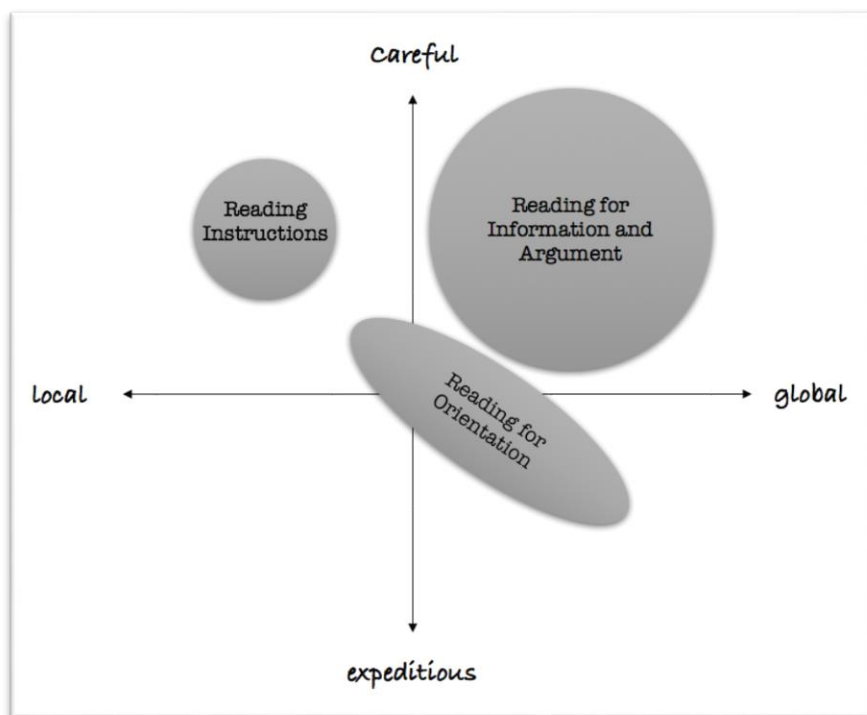 Careful
Reading
Instructions
Reading for
Information and
Argument
local
global
Reading for
Orientation
expeditious